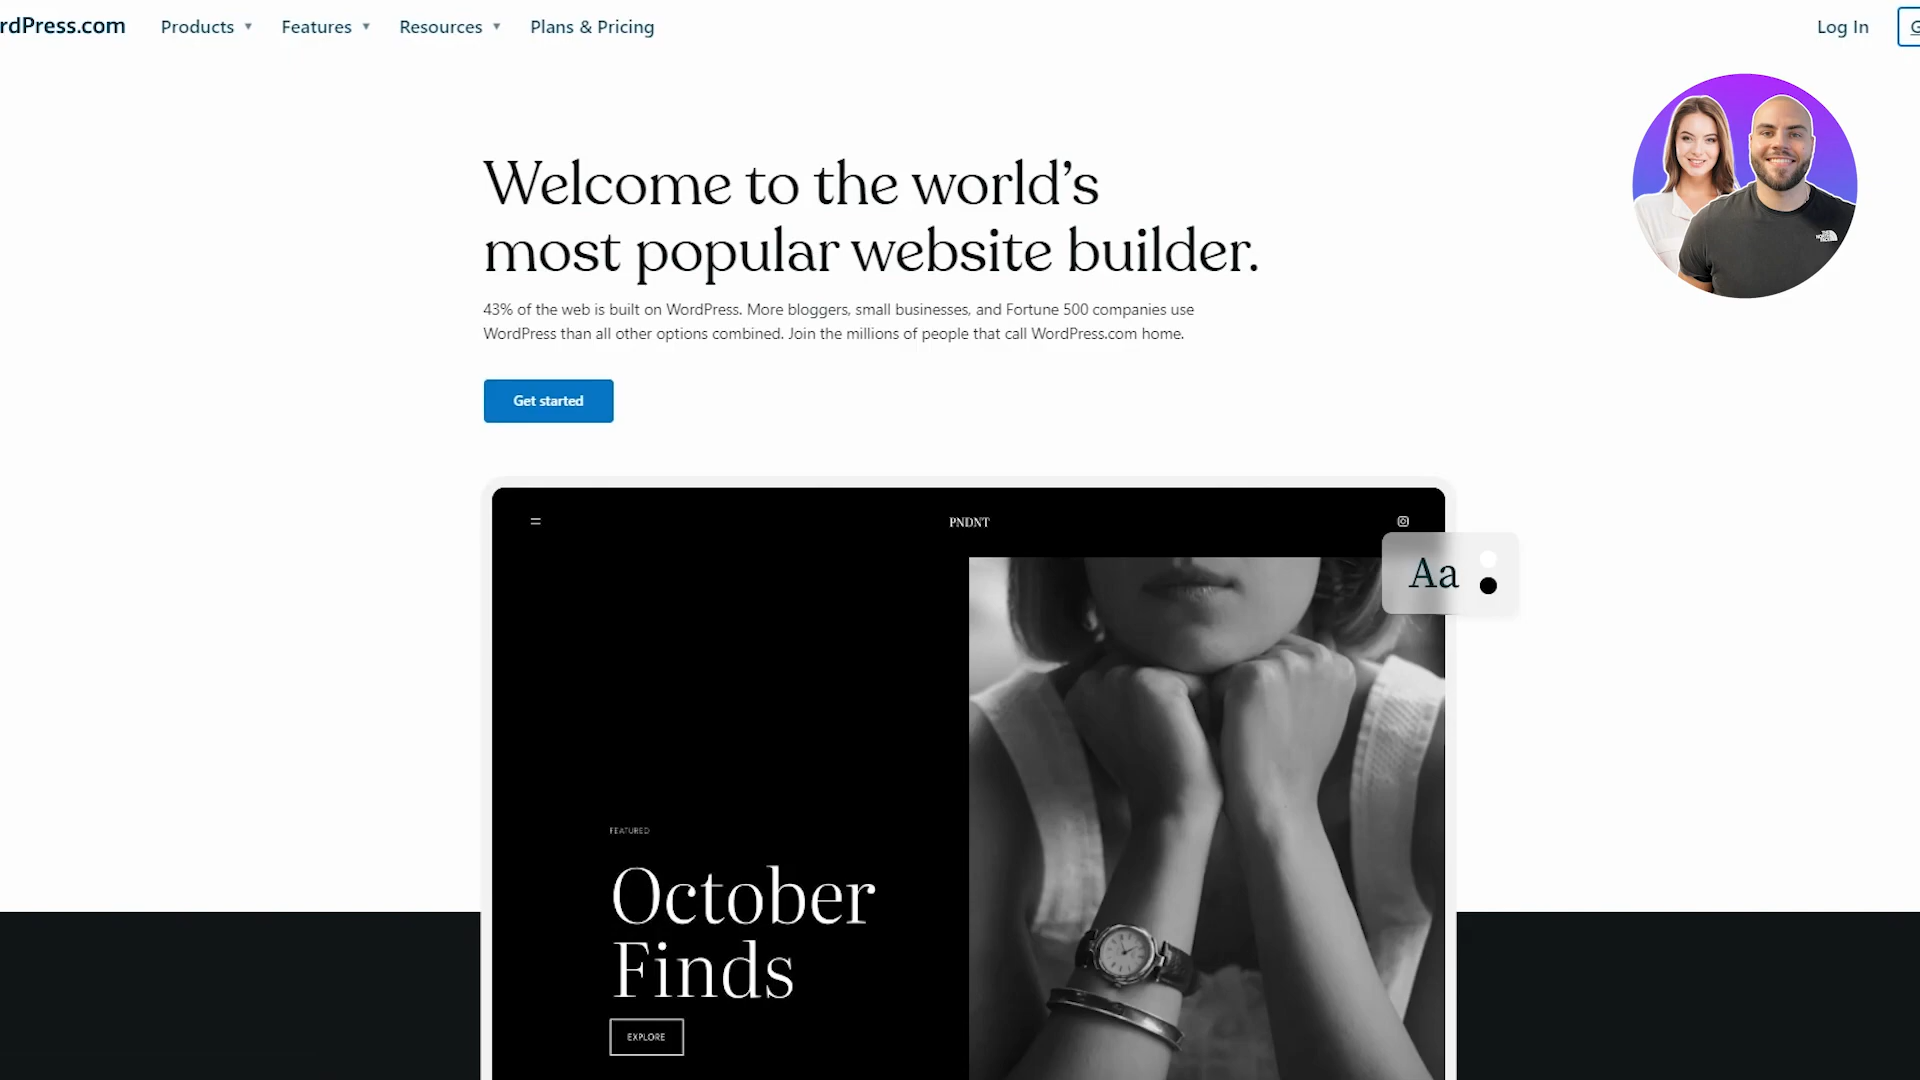 rdPress.com
Products
Features
Resources
Plans & Pricing
Log In
Welcome to the world’s
most popular website builder.
43% of the web is built on WordPress. More bloggers, small businesses, and Fortune 500 companies use
WordPress than all other options combined. Join the millions of people that call WordPress.com home.
Get started
PNDNT
Aa
FEATURED
October
Finds
EXPLORE